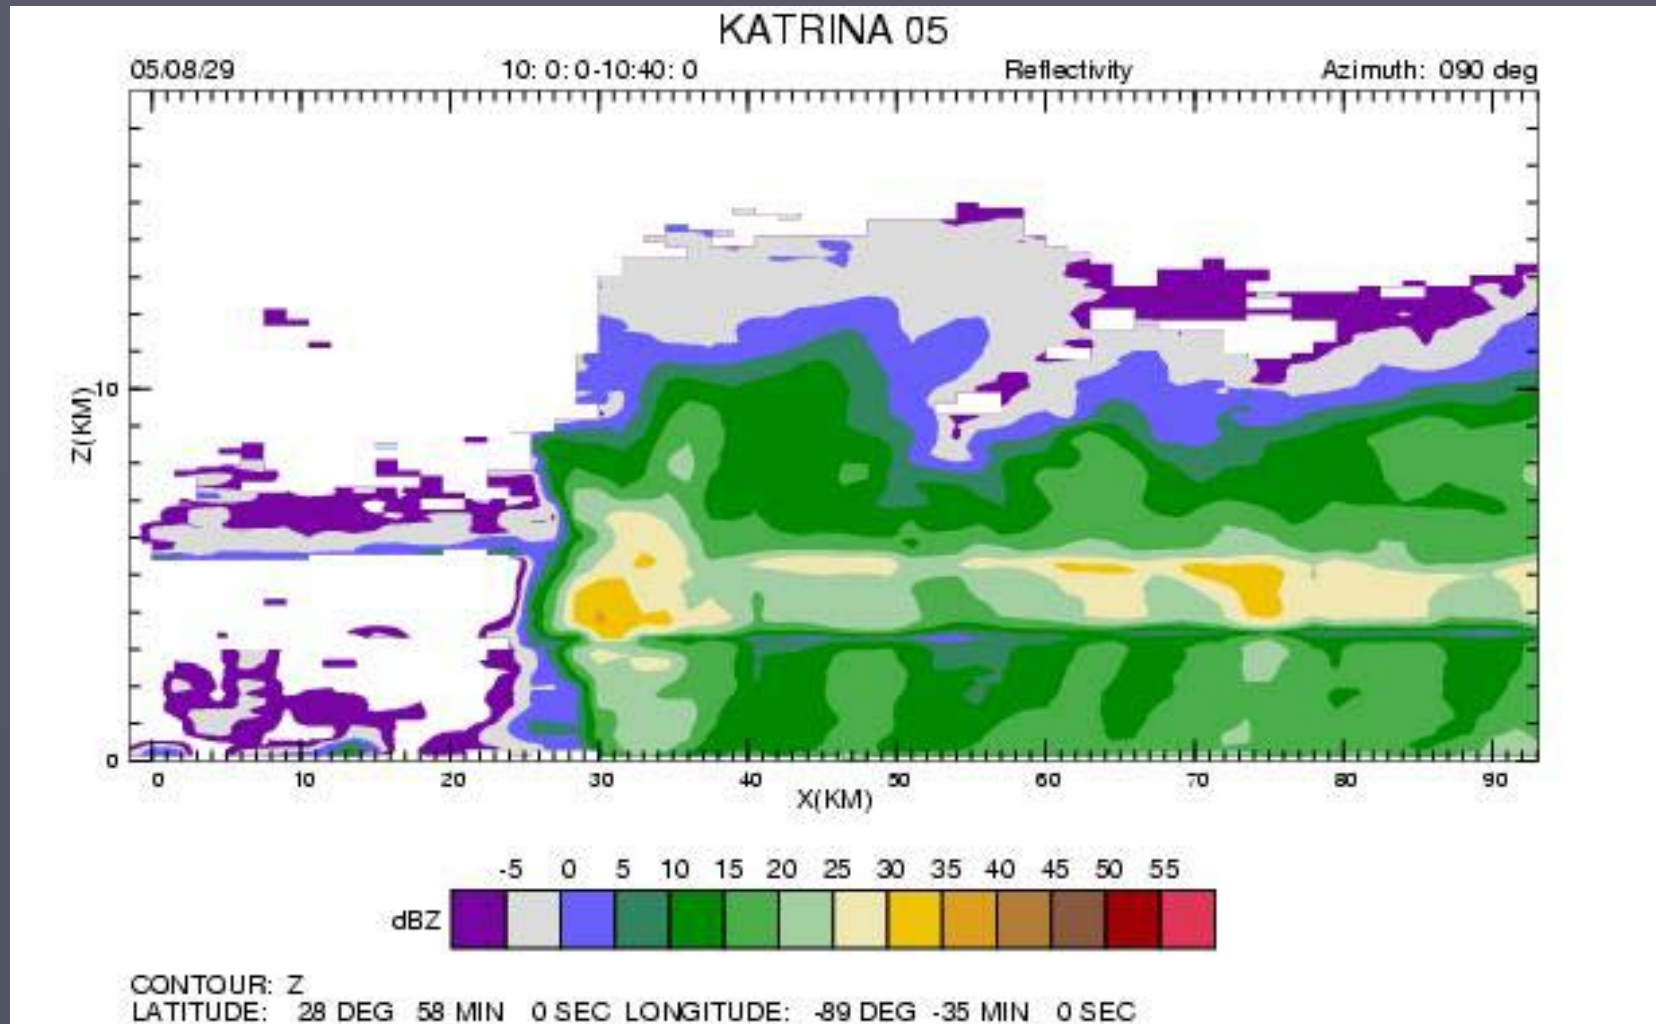 KATRINA 05
05/08/29 10: 0: 0-10:40: 0 Reflectivity Azimuth: 090 deg
Z(KM)
10
0
0 10 20 30 40 50 60 70 80 90
X(KM)
-5 0 5 10 15 20 25 30 35 40 45 50 55
dBZ
CONTOUR: Z
LATITUDE: 28 DEG 58 MIN 0 SEC LONGITUDE: -89 DEG -35 MIN 0 SEC